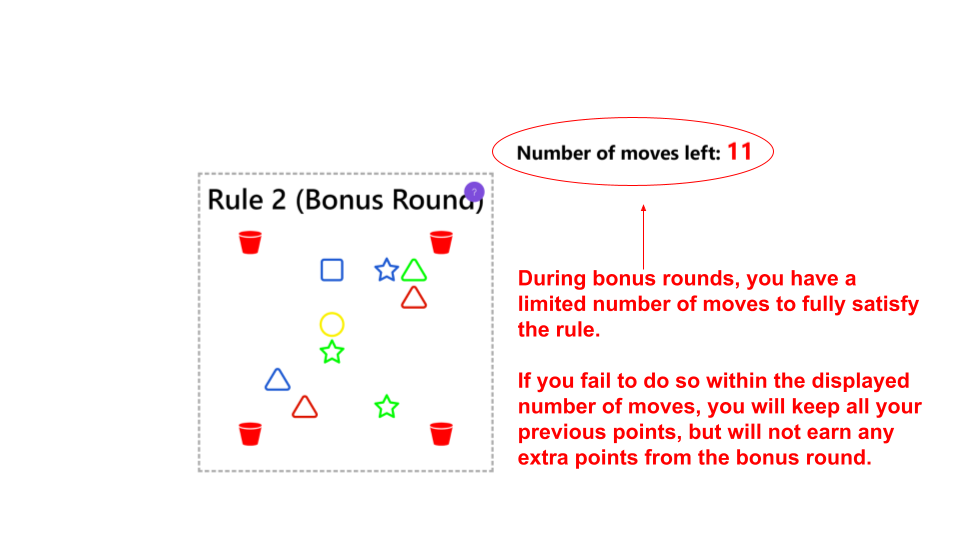 Number of moves left: 11
Rule 2 (Bonus Round)
?
During bonus rounds, you have a
limited number of moves to fully satisfy
the rule.
If you fail to do so within the displayed
number of moves, you will keep all your
previous points, but will not earn any
extra points from the bonus round.